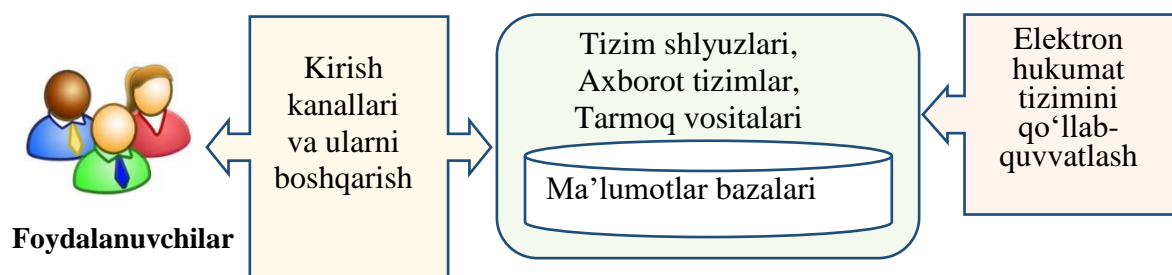 Foydalanuvchilar
Kirish
kanallari
va ularni
boshqarish
Tizim shlyuzlari,
Axborot tizimlar,
Tarmoq vositalari
Ma’lumotlar bazalari
Elektron
hukumat
tizimini
qo‘llab-
quvvatlash